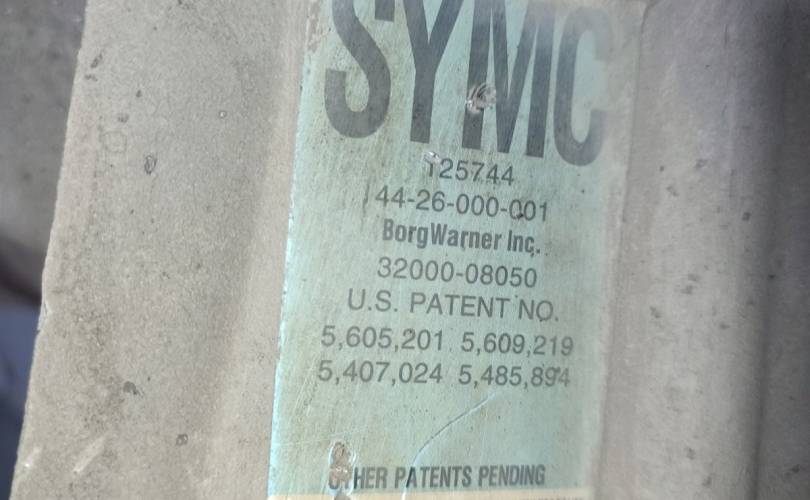 SYMC
T25744
44-26-000-001
BorgWarner Inc.
32000-08050
U.S. PATENT NO.
5,605,201 5,609,219
5,407,024 5,485,894
OTHER PATENTS PENDING